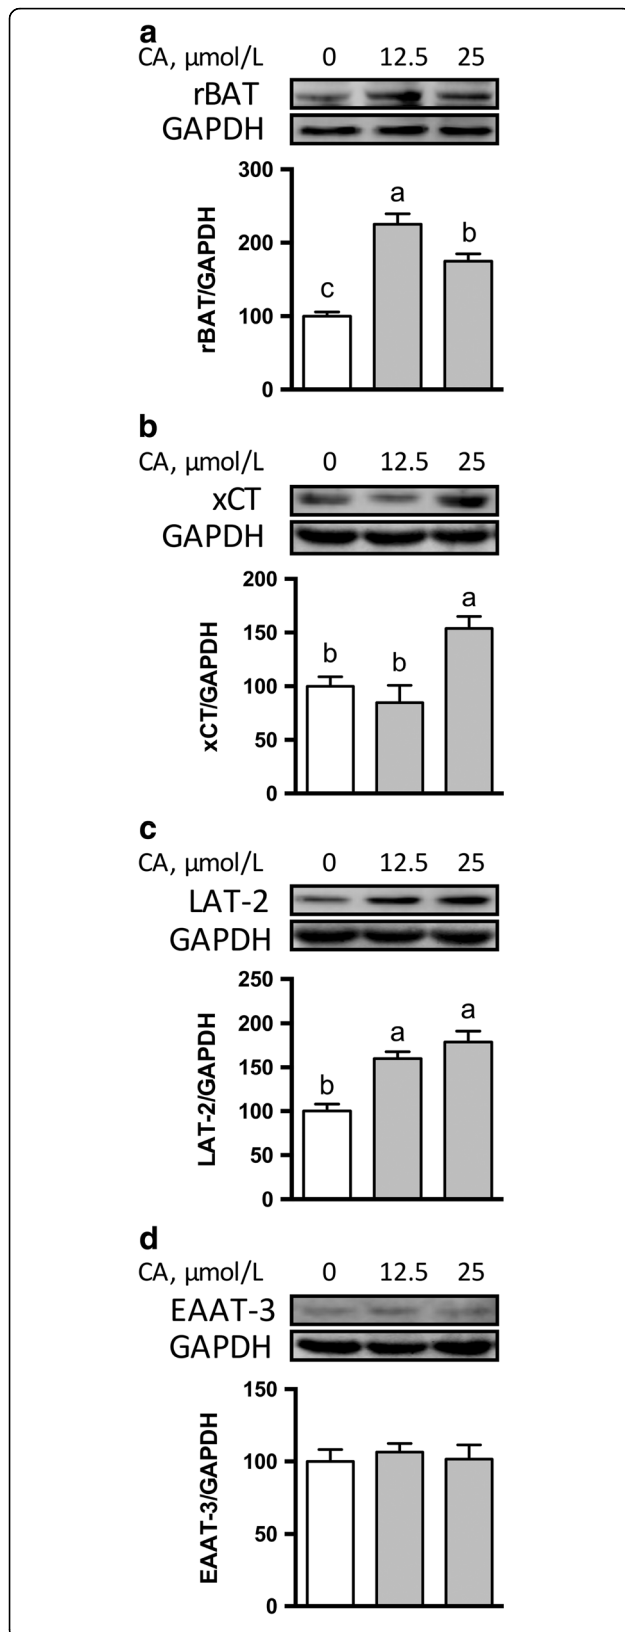 a
CA, µmol/L 0 12.5 25
rBAT
GAPDH
300
200
100
0
rBAT/GAPDH
c
a
b
b
CA, µmol/L 0 12.5 25
xCT
GAPDH
200
150
100
50
0
xCT/GAPDH
b
b
a
c
CA, µmol/L 0 12.5 25
LAT-2
GAPDH
250
200
150
100
50
0
LAT-2/GAPDH
b
a
a
d
CA, µmol/L 0 12.5 25
EAAT-3
GAPDH
150
100
50
0
EAAT-3/GAPDH